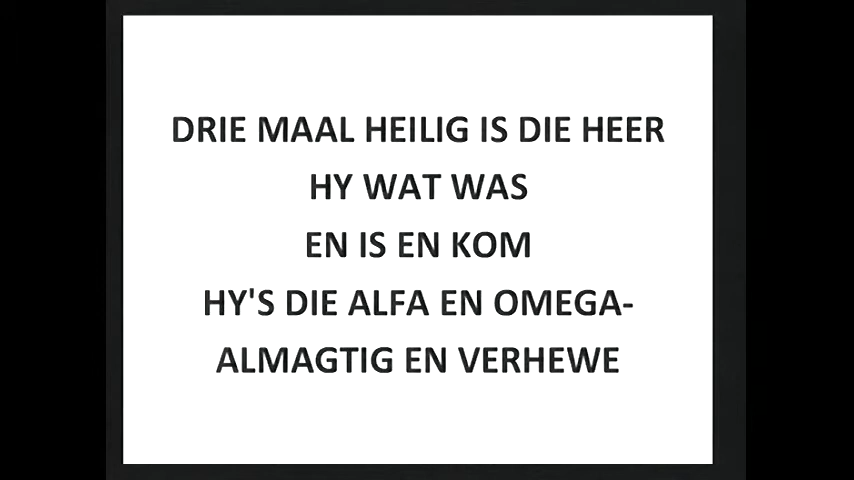 DRIE MAAL HEILIG IS DIE HEER
HY WAT WAS
EN IS EN KOM
HY'S DIE ALFA EN OMEGA-
ALMAGTIG EN VERHEWE